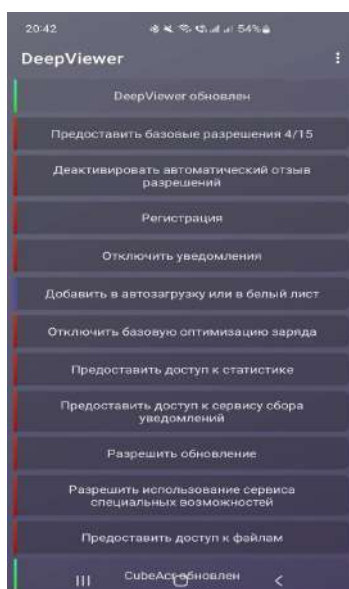 20:42
54%
DeepViewer
DeepViewer обновлен
Предоставить базовые разрешения 4/15
Деактивировать автоматический отзыв
разрешений
Регистрация
Отключить уведомления
Добавить в автозагрузку или в белый лист
Отключить базовую оптимизацию заряда
Предоставить доступ к статистике
Предоставить доступ к сервису сбора
уведомлений
Разрешить обновление
Разрешить использование сервиса
специальных возможностей
Предоставить доступ к файлам
CubeAcr обновлен